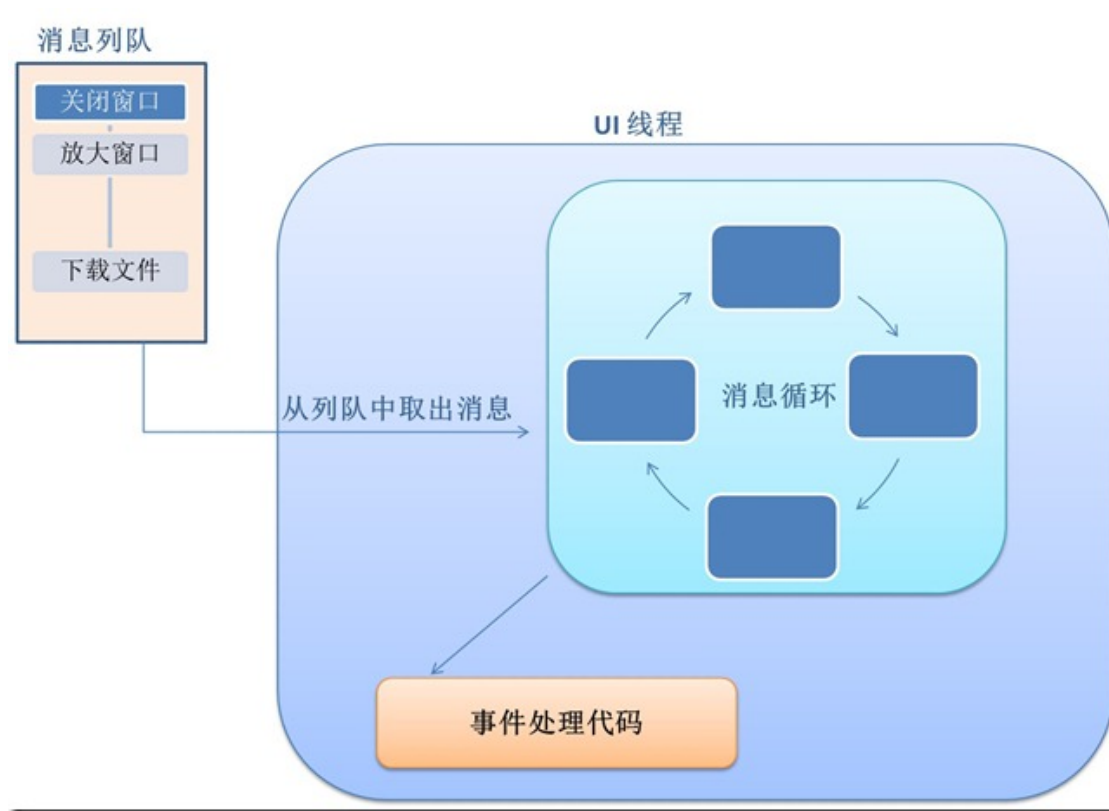 消息列队
关闭窗口
放大窗口
下载文件
UI 线程
从列队中取出消息
消息循环
事件处理代码